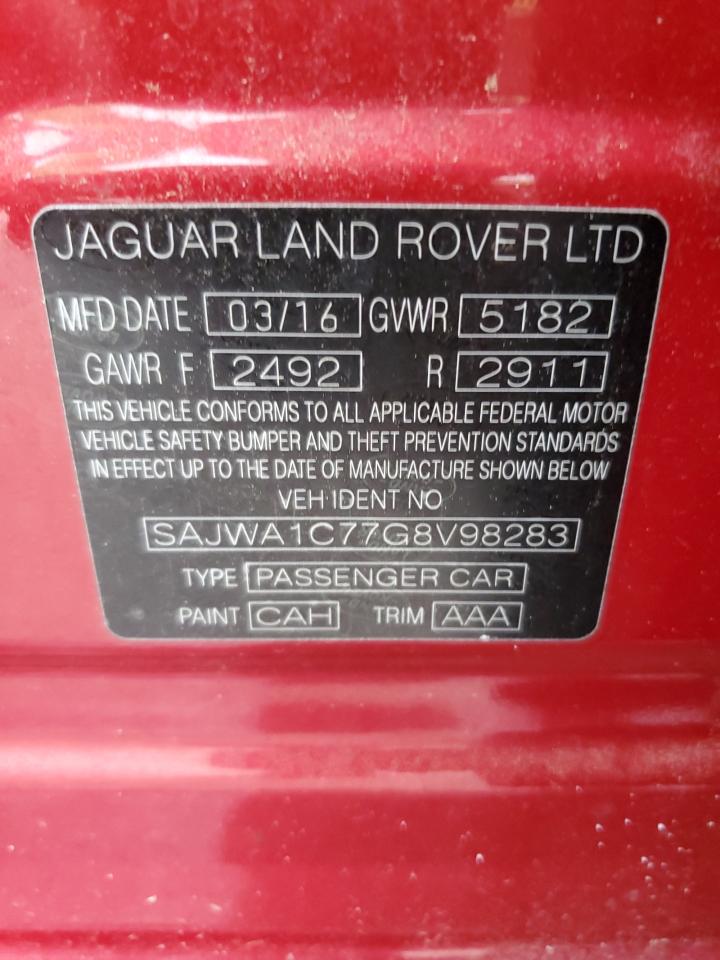 JAGUAR LAND ROVER LTD
MFD DATE 03/16 GVWR 5182
GAWR F 2492 R 2911
THIS VEHICLE CONFORMS TO ALL APPLICABLE FEDERAL MOTOR
VEHICLE SAFETY BUMPER AND THEFT PREVENTION STANDARDS
IN EFFECT UP TO THE DATE OF MANUFACTURE SHOWN BELOW
VEH IDENT NO
SAJWA1C77G8V98283
TYPE PASSENGER CAR
PAINT CAH TRIM AAA